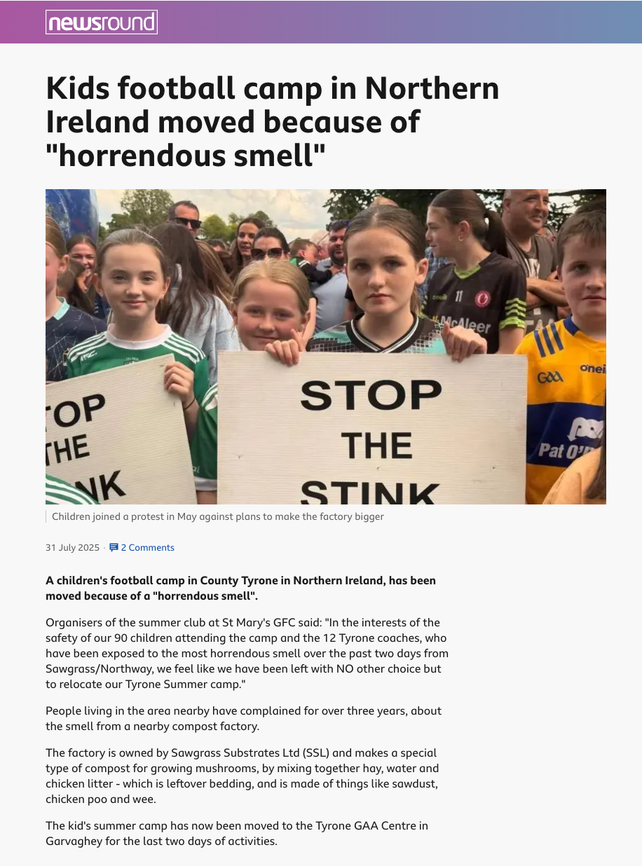 newsround
Kids football camp in Northern
Ireland moved because of
"horrendous smell"
11
McAleer
GAA
onei
Pat O'
TOP
THE
NK
STOP
THE
STINK
Children joined a protest in May against plans to make the factory bigger
31 July 2025 · 2 Comments
A children's football camp in County Tyrone in Northern Ireland, has been
moved because of a "horrendous smell".
Organisers of the summer club at St Mary's GFC said: "In the interests of the
safety of our 90 children attending the camp and the 12 Tyrone coaches, who
have been exposed to the most horrendous smell over the past two days from
Sawgrass/Northway, we feel like we have been left with NO other choice but
to relocate our Tyrone Summer camp."
People living in the area nearby have complained for over three years, about
the smell from a nearby compost factory.
The factory is owned by Sawgrass Substrates Ltd (SSL) and makes a special
type of compost for growing mushrooms, by mixing together hay, water and
chicken litter - which is leftover bedding, and is made of things like sawdust,
chicken poo and wee.
The kid's summer camp has now been moved to the Tyrone GAA Centre in
Garvaghey for the last two days of activities.